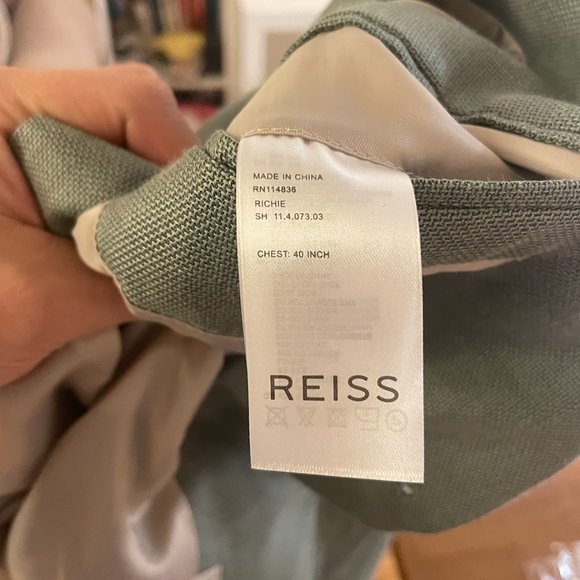 MADE IN CHINA
RN114836
RICHIE
SH 11.4.073.03
CHEST: 40 INCH
REISS